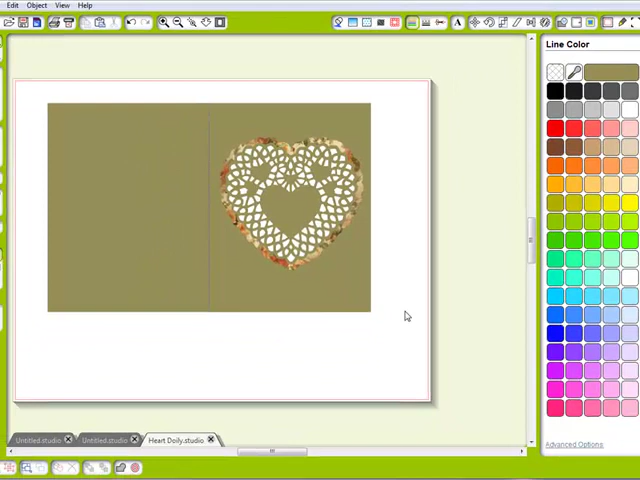 Edit Object View Help
Line Color
A
Advanced Options
Untitled.studio Untitled.studio Heart Doily.studio